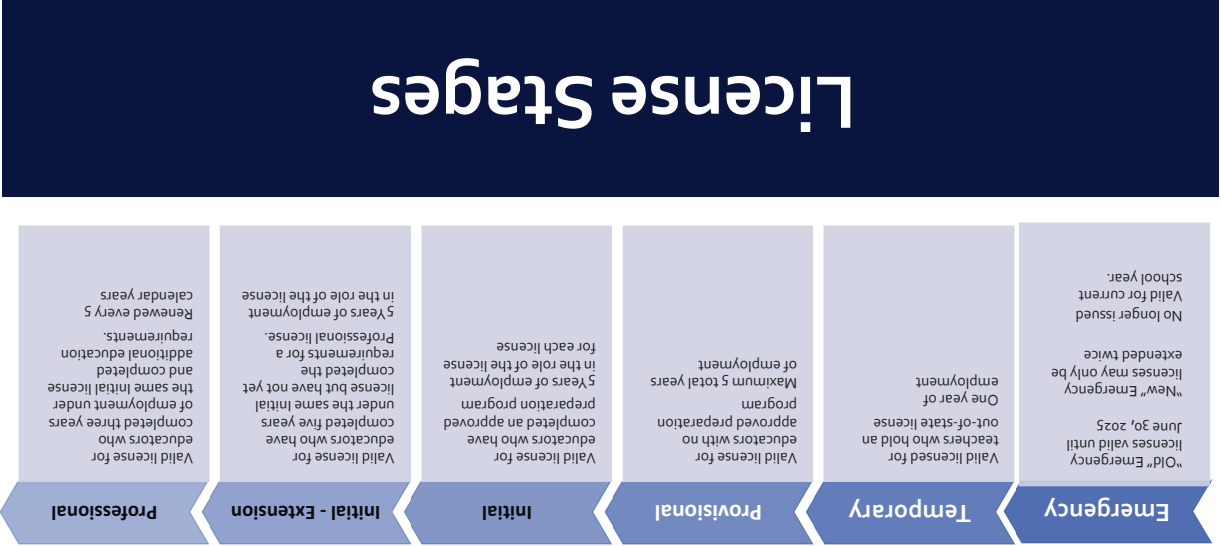 License Stages
Emergency
"Old" Emergency
licenses valid until
June 30, 2025
"New" Emergency
licenses may only be
extended twice
No longer issued
Valid for current
school year.
Temporary
Valid licensed for
teachers who hold an
out-of-state license
One year of
employment
Provisional
Valid license for
educators with no
approved preparation
program
Maximum 5 total years
of employment
Initial
Valid license for
educators who have
completed an approved
preparation program
5Years of employment
in the role of the license
for each license
Initial - Extension
Valid license for
educators who have
completed five years
under the same Initial
license but have not yet
completed the
requirements for a
Professional license.
5Years of employment
in the role of the license
Professional
Valid license for
educators who
completed three years
of employment under
the same Initial license
and completed
additional education
requirements.
Renewed every 5
calendar years